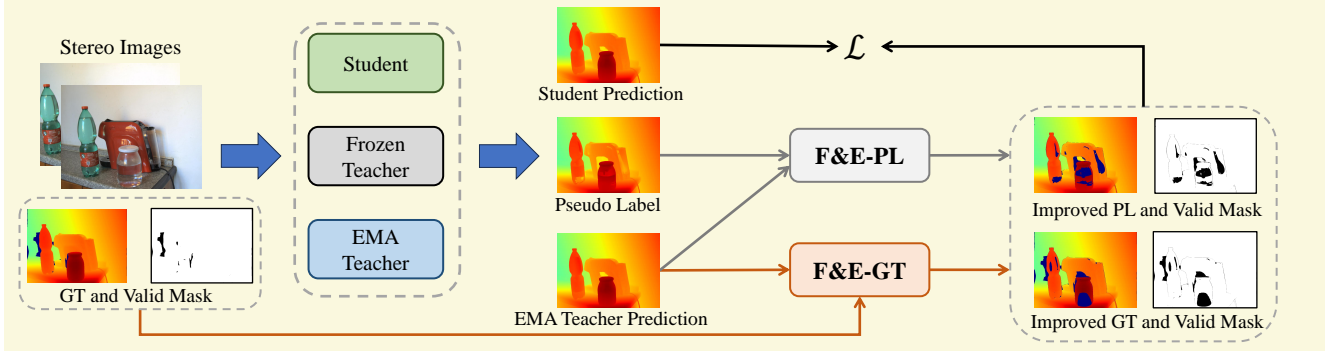 Stereo Images
Student
Frozen
Teacher
EMA
Teacher
GT and Valid Mask
Student Prediction
Pseudo Label
EMA Teacher Prediction
ℒ
F&E-PL
F&E-GT
Improved PL and Valid Mask
Improved GT and Valid Mask